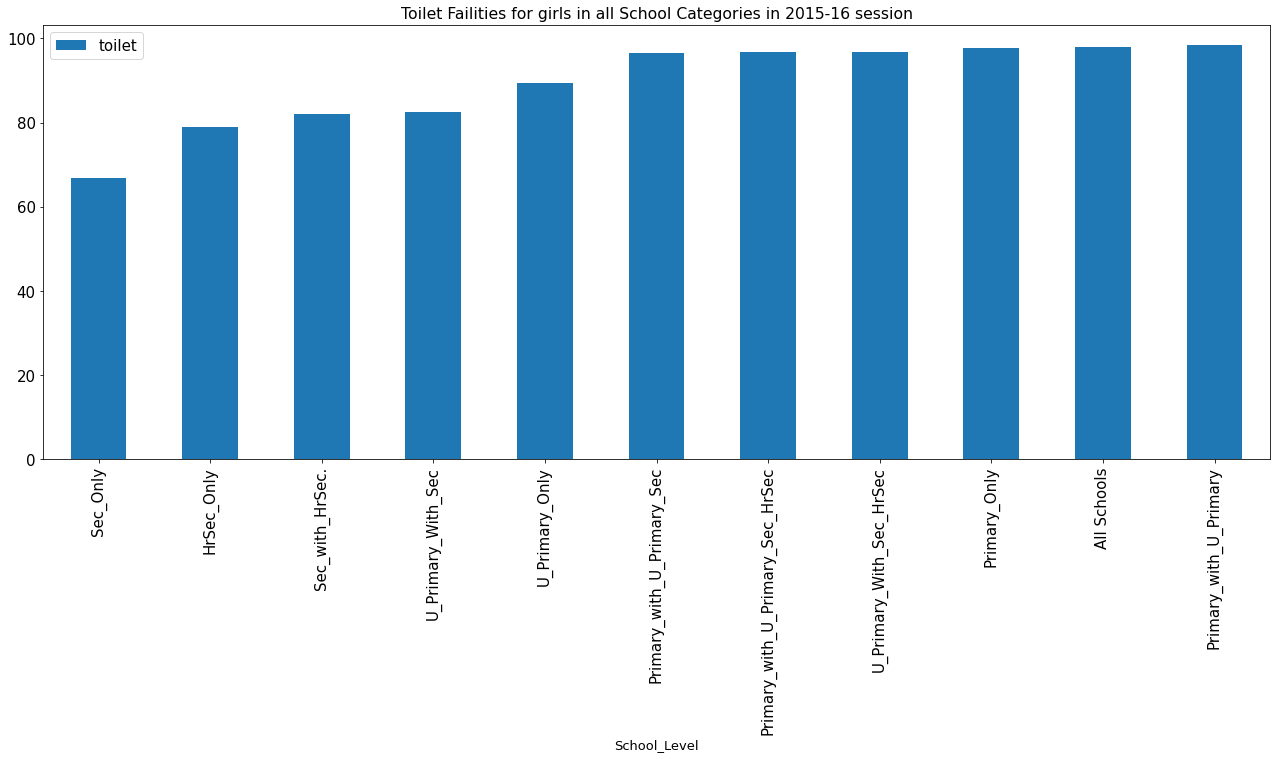 Toilet Failities for girls in all School Categories in 2015-16 session
toilet
100
80
60
40
20
0
Sec_Only
HrSec_Only
Sec_with_HrSec.
U_Primary_With_Sec
U_Primary_Only
Primary_with_U_Primary_Sec
Primary_with_U_Primary_Sec_HrSec
U_Primary_With_Sec_HrSec
Primary_Only
All Schools
Primary_with_U_Primary
School_Level